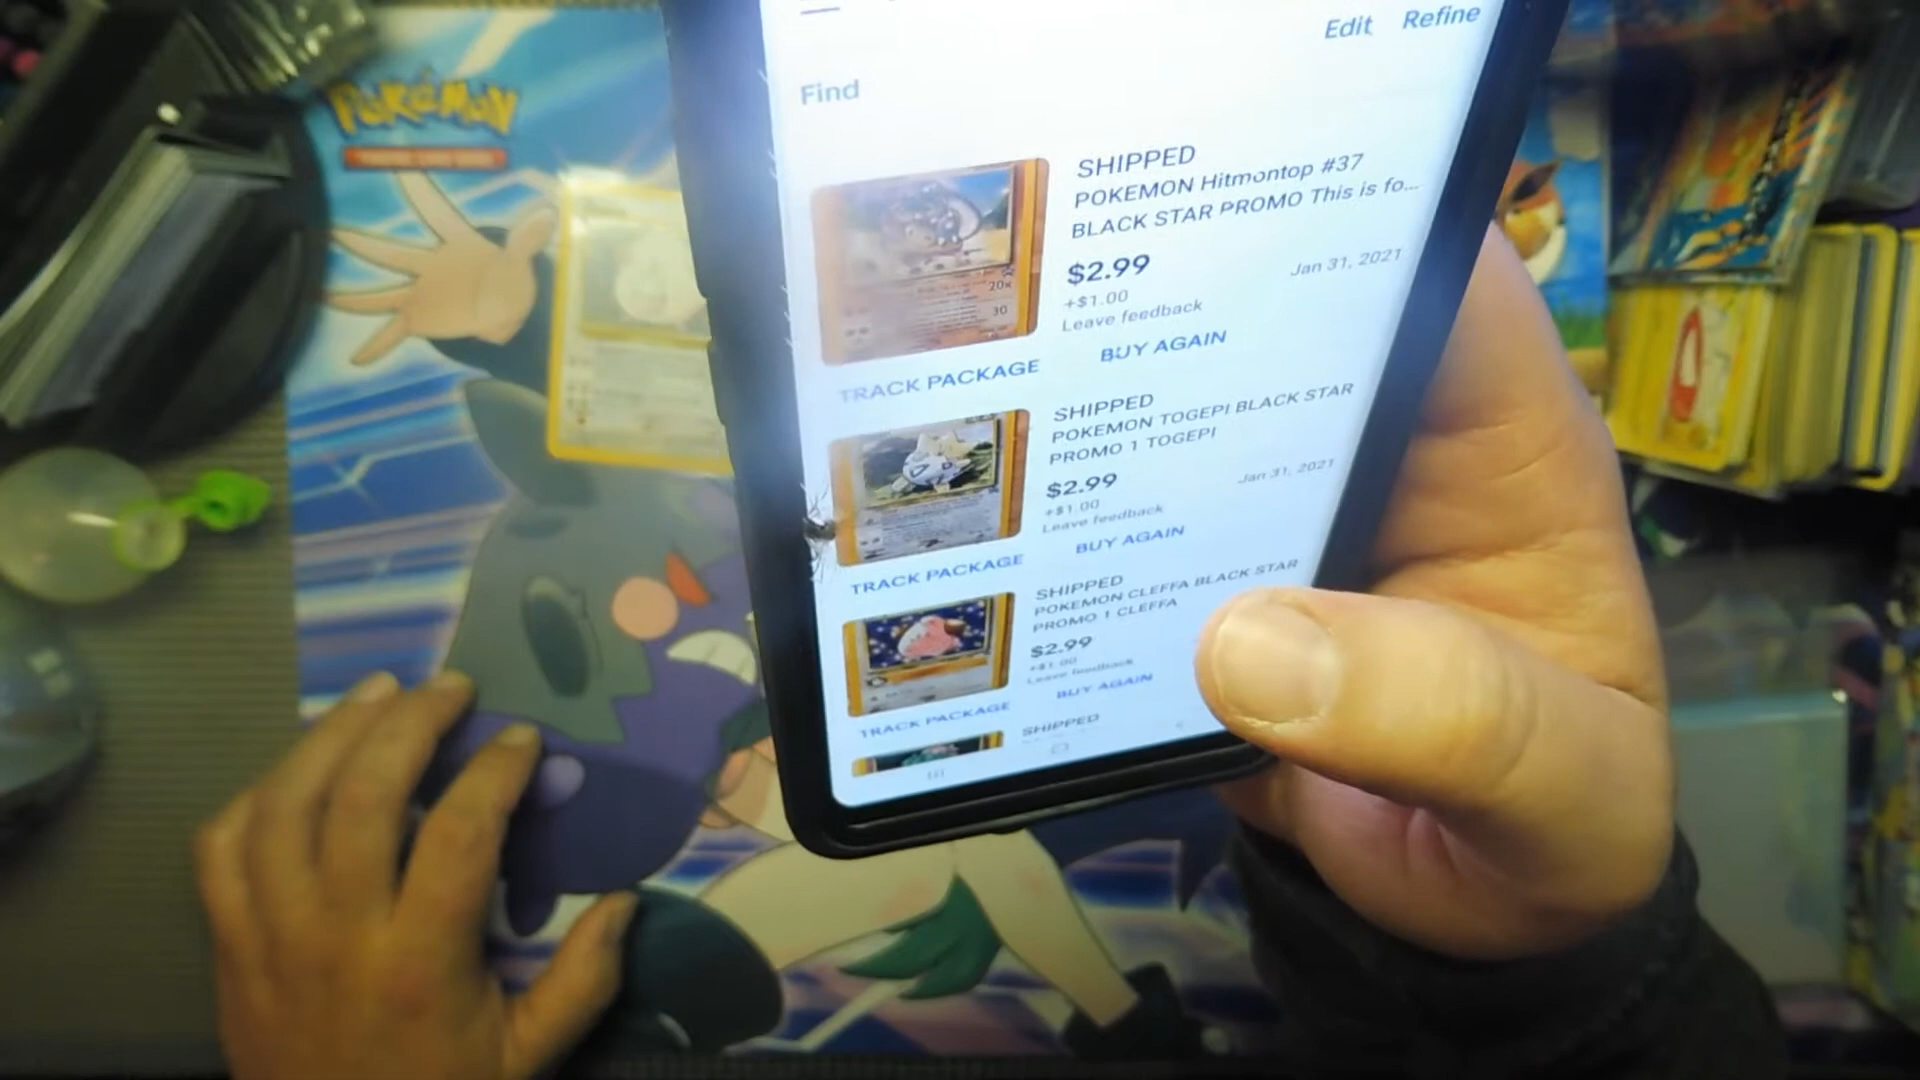 Edit Refine
Find
SHIPPED
POKEMON Hitmontop #37
BLACK STAR PROMO This is fo...
$2.99
Jan 31, 2021
+$1.00
Leave feedback
20x
30
TRACK PACKAGE
BUY AGAIN
SHIPPED
POKEMON TOGEPI BLACK STAR
PROMO 1 TOGEPI
$2.99
Jan 31, 2021
+$1.00
Leave feedback
TRACK PACKAGE
BUY AGAIN
SHIPPED
POKEMON CLEFFA BLACK STAR
PROMO 1 CLEFFA
$2.99
+$1.00
Leave feedback
TRACK PACKAGE
BUY AGAIN
SHIPPED
POKéMON